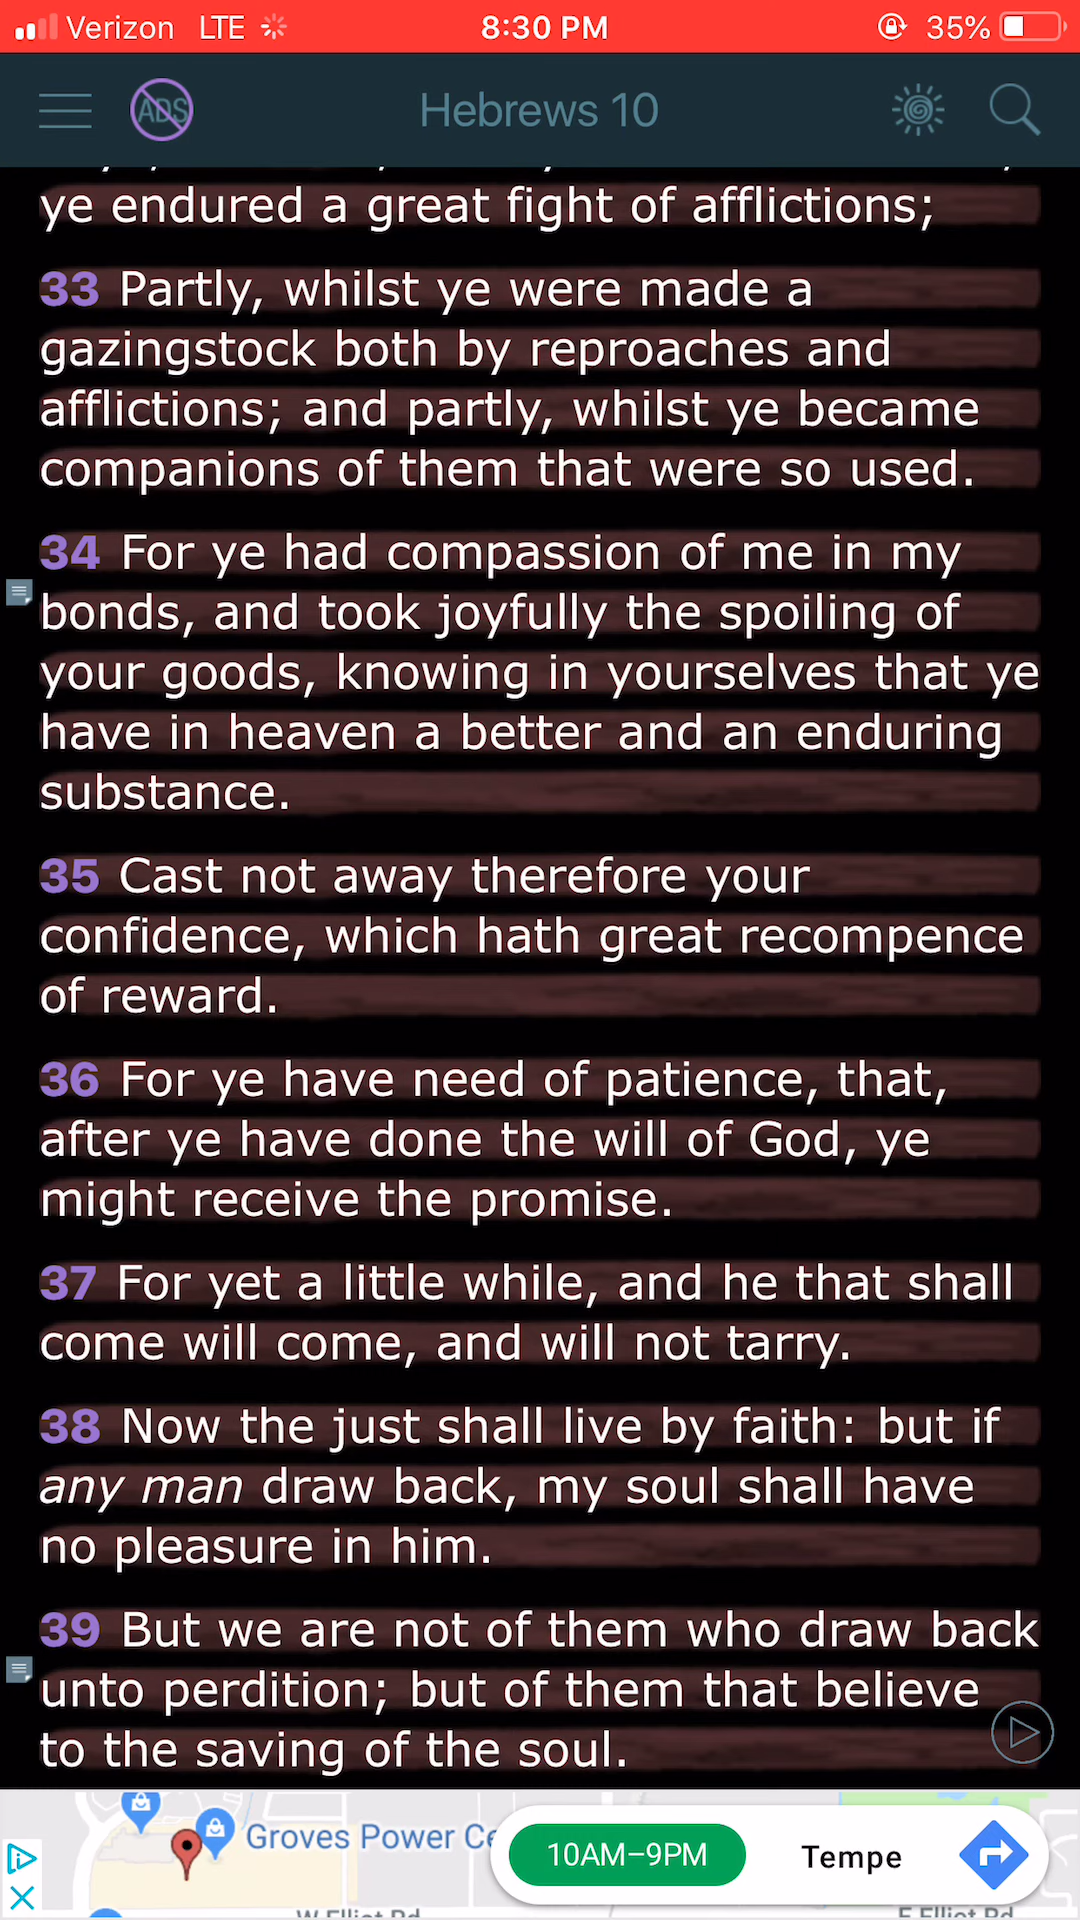 Verizon LTE 8:30 PM 35%
ADS Hebrews 10
ye endured a great fight of afflictions;
33 Partly, whilst ye were made a
gazingstock both by reproaches and
afflictions; and partly, whilst ye became
companions of them that were so used.
34 For ye had compassion of me in my
bonds, and took joyfully the spoiling of
your goods, knowing in yourselves that ye
have in heaven a better and an enduring
substance.
35 Cast not away therefore your
confidence, which hath great recompence
of reward.
36 For ye have need of patience, that,
after ye have done the will of God, ye
might receive the promise.
37 For yet a little while, and he that shall
come will come, and will not tarry.
38 Now the just shall live by faith: but if
any man draw back, my soul shall have
no pleasure in him.
39 But we are not of them who draw back
unto perdition; but of them that believe
to the saving of the soul.
Groves Power Ce
10AM–9PM Tempe
W Elliot Rd E Elliot Rd